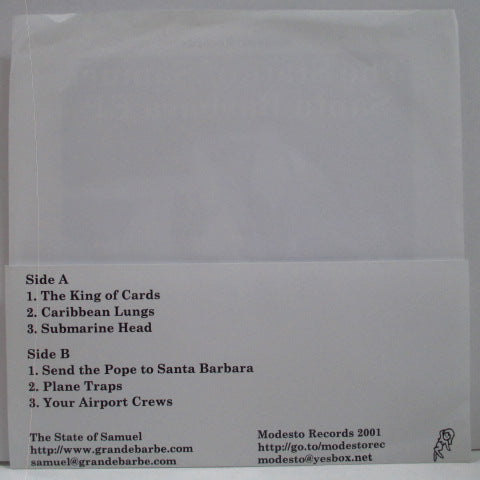 Side A
1. The King of Cards
2. Caribbean Lungs
3. Submarine Head
Side B
1. Send the Pope to Santa Barbara
2. Plane Traps
3. Your Airport Crews
The State of Samuel
http://www.grandebarbe.com
samuel@grandebarbe.com
Modesto Records 2001
http://go.to/modestorec
modesto@yesbox.net